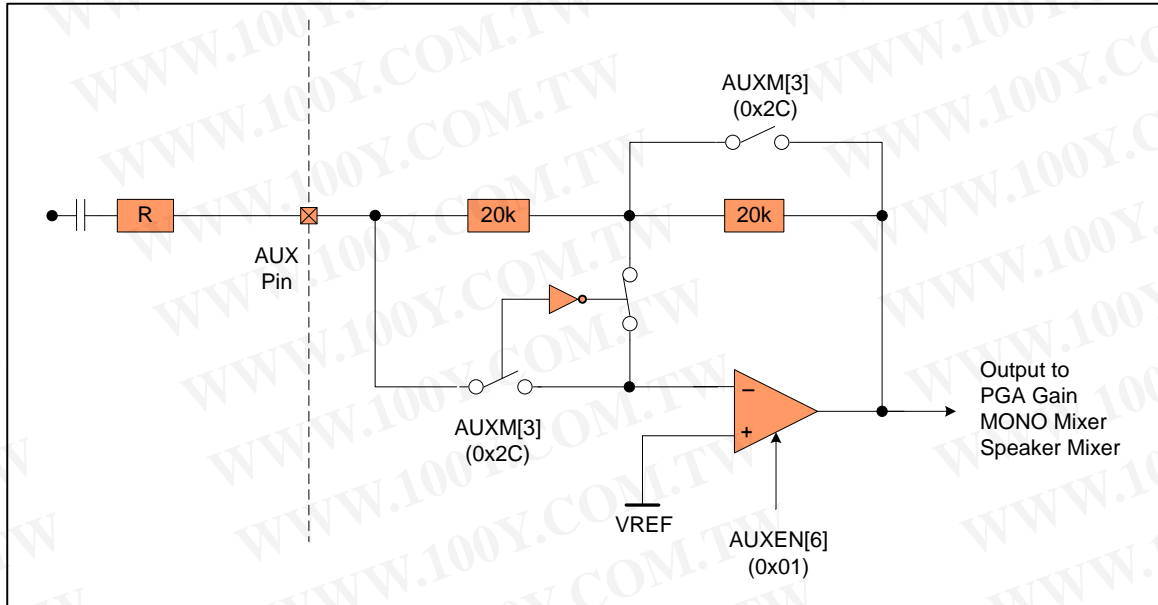 AUXM[3]
(0x2C)
R
20k
20k
AUX
Pin
AUXM[3]
(0x2C)
−
+
VREF
AUXEN[6]
(0x01)
Output to
PGA Gain
MONO Mixer
Speaker Mixer
WWW.100Y.COM.TW